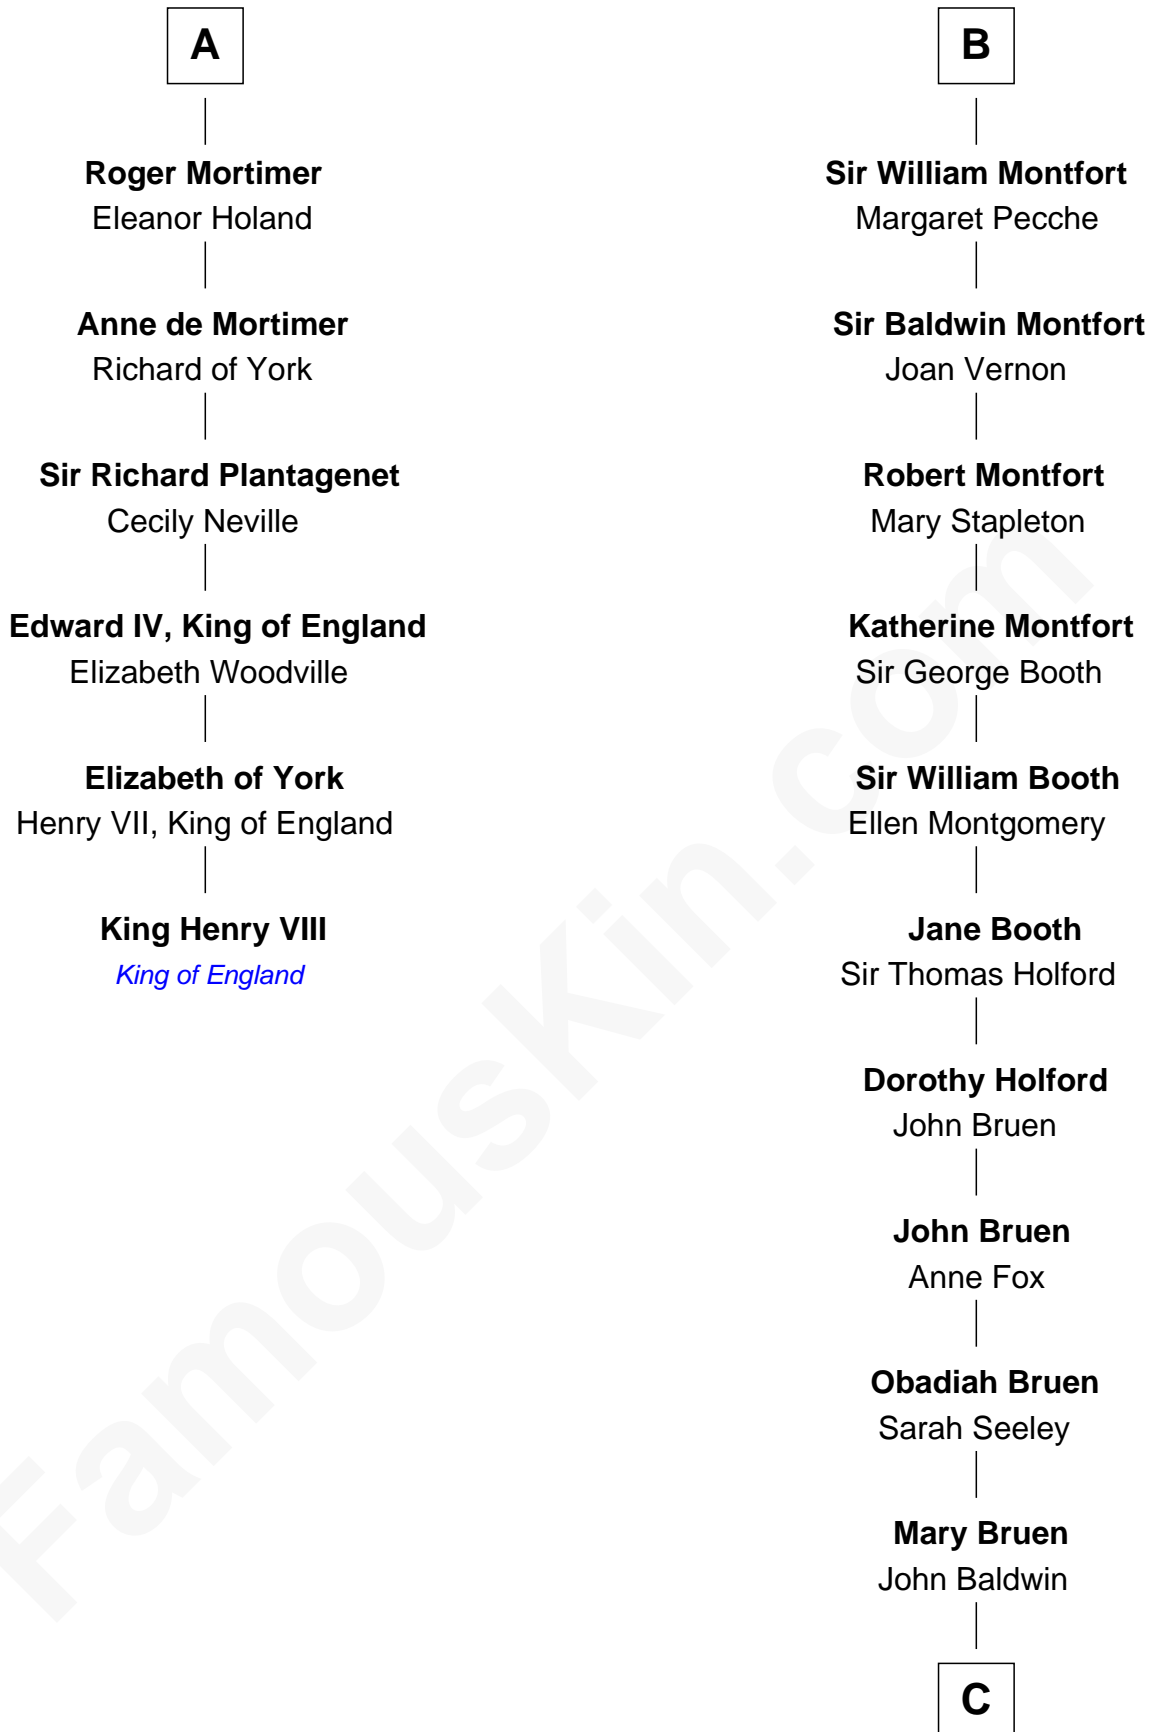 A
Roger Mortimer
Eleanor Holand
Anne de Mortimer
Richard of York
Sir Richard Plantagenet
Cecily Neville
Edward IV, King of England
Elizabeth Woodville
Elizabeth of York
Henry VII, King of England
King Henry VIII
King of England
B
Sir William Montfort
Margaret Pecche
Sir Baldwin Montfort
Joan Vernon
Robert Montfort
Mary Stapleton
Katherine Montfort
Sir George Booth
Sir William Booth
Ellen Montgomery
Jane Booth
Sir Thomas Holford
Dorothy Holford
John Bruen
John Bruen
Anne Fox
Obadiah Bruen
Sarah Seeley
Mary Bruen
John Baldwin
C
FamousKin.com